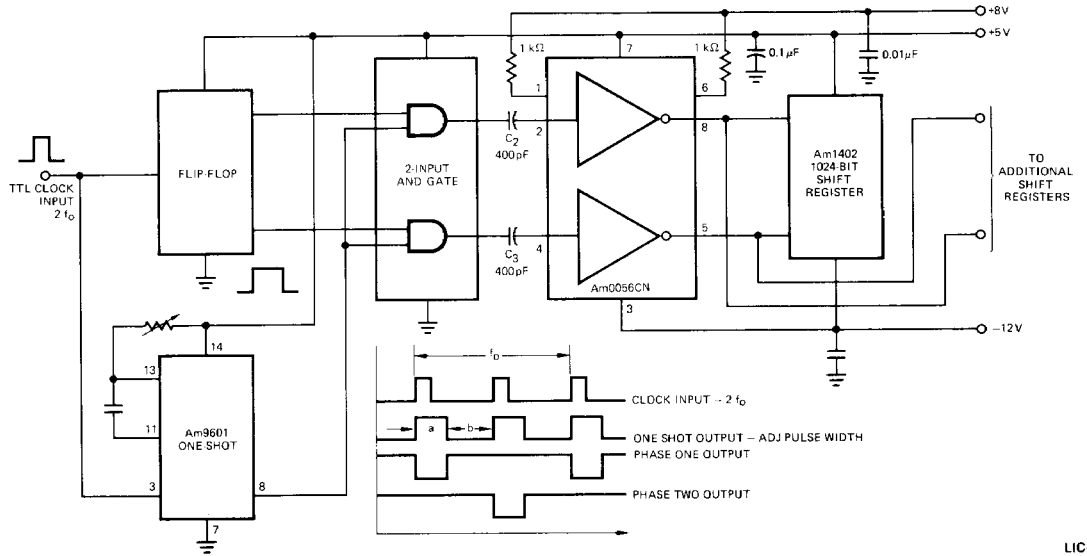 +8V
+5V
1 kΩ
7
1 kΩ
0.1µF
0.01µF
1
6
2
8
C2
400pF
FLIP-FLOP
2-INPUT
AND-GATE
Am1402
1024-BIT
SHIFT
REGISTER
TO
ADDITIONAL
SHIFT
REGISTERS
TTL CLOCK
INPUT
2 fo
4
5
C3
400pF
Am0056CN
3
-12V
14
13
11
Am9601
ONE-SHOT
3
8
7
fo
CLOCK INPUT – 2 fo
a
b
ONE SHOT OUTPUT – ADJ PULSE WIDTH
PHASE ONE OUTPUT
PHASE TWO OUTPUT
LIC